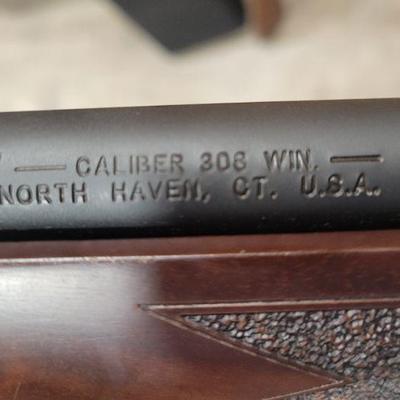 — CALIBER 308 WIN. —
NORTH HAVEN, CT. U.S.A.